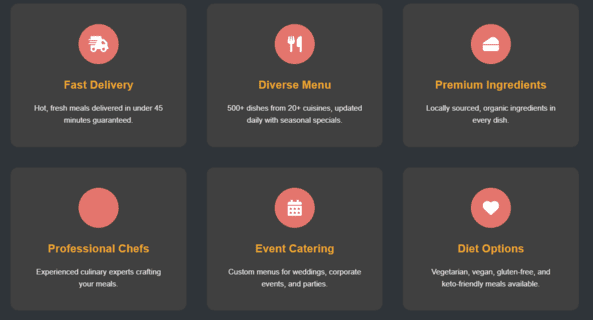 Fast Delivery
Hot, fresh meals delivered in under 45
minutes guaranteed.
Diverse Menu
500+ dishes from 20+ cuisines, updated
daily with seasonal specials.
Premium Ingredients
Locally sourced, organic ingredients in
every dish.
Professional Chefs
Experienced culinary experts crafting
your meals.
Event Catering
Custom menus for weddings, corporate
events, and parties.
Diet Options
Vegetarian, vegan, gluten-free, and
keto-friendly meals available.